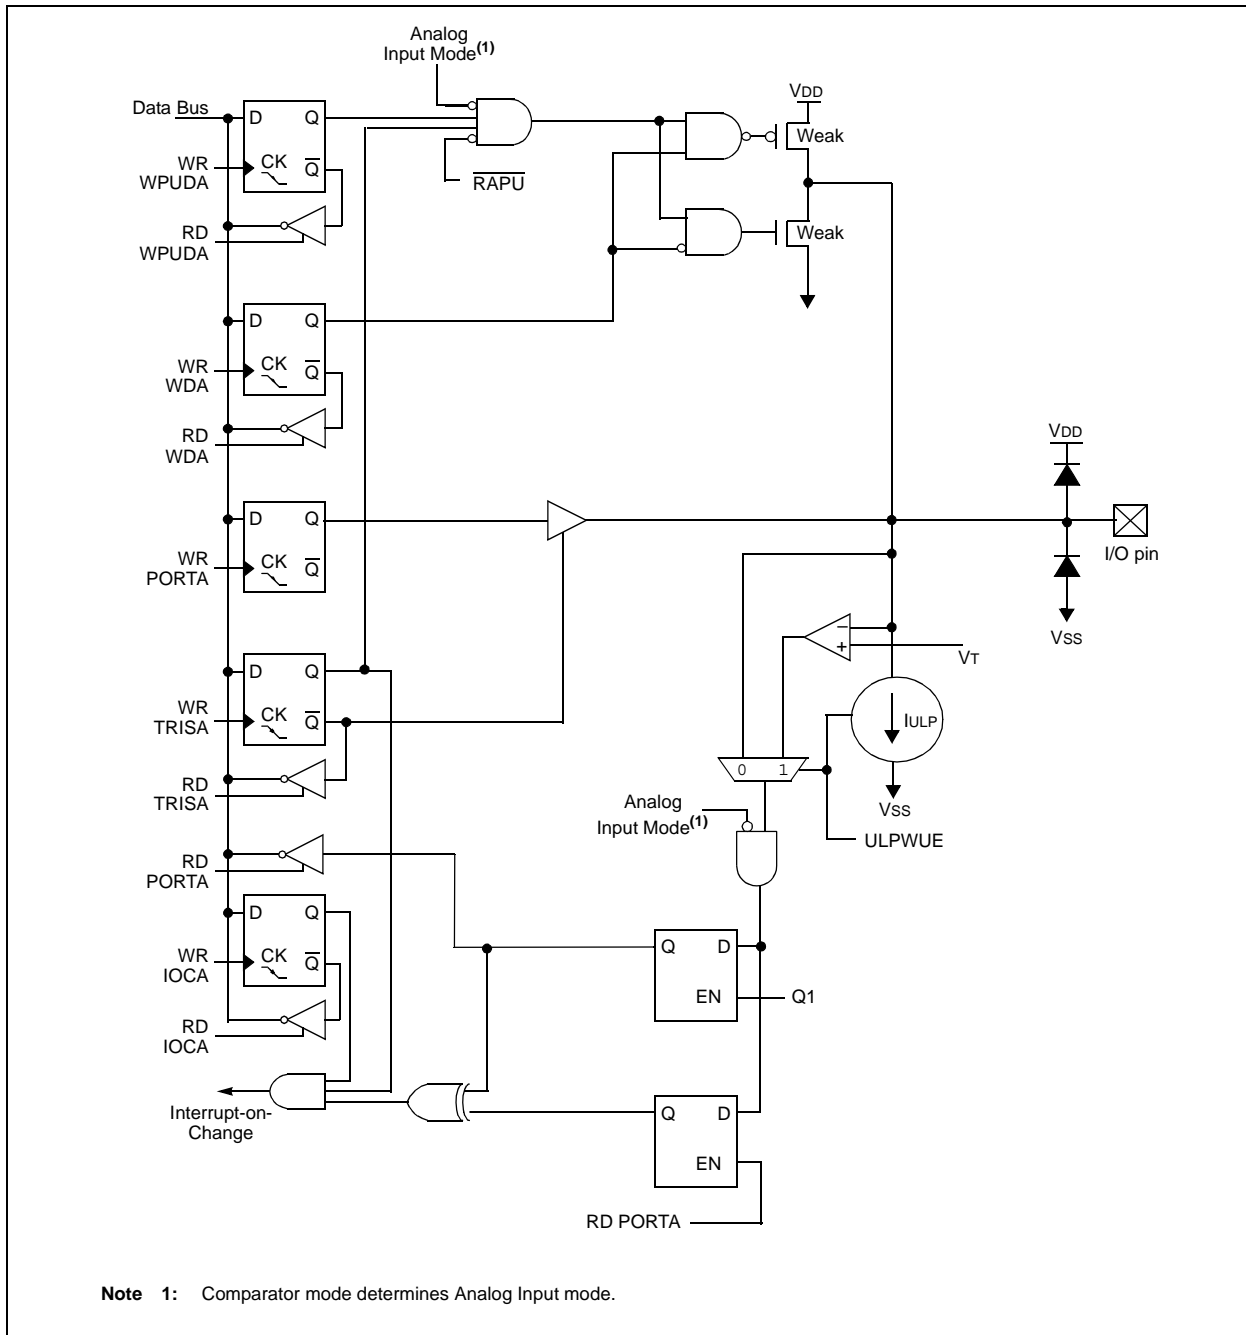 Analog
Input Mode(1)
Data Bus
D Q
CK Q̅
WR
WPUDA
RD
WPUDA
R̅A̅P̅U̅
VDD
Weak
Weak
D Q
CK Q̅
WR
WDA
RD
WDA
D Q
CK Q̅
WR
PORTA
VDD
I/O pin
VSS
D Q
CK Q̅
WR
TRISA
RD
TRISA
−
+
VT
IULP
VSS
0 1
ULPWUE
Analog
Input Mode(1)
RD
PORTA
D Q
CK Q̅
WR
IOCA
RD
IOCA
Q D
EN
Q1
Interrupt-on-
Change
Q D
EN
RD PORTA
Note 1: Comparator mode determines Analog Input mode.